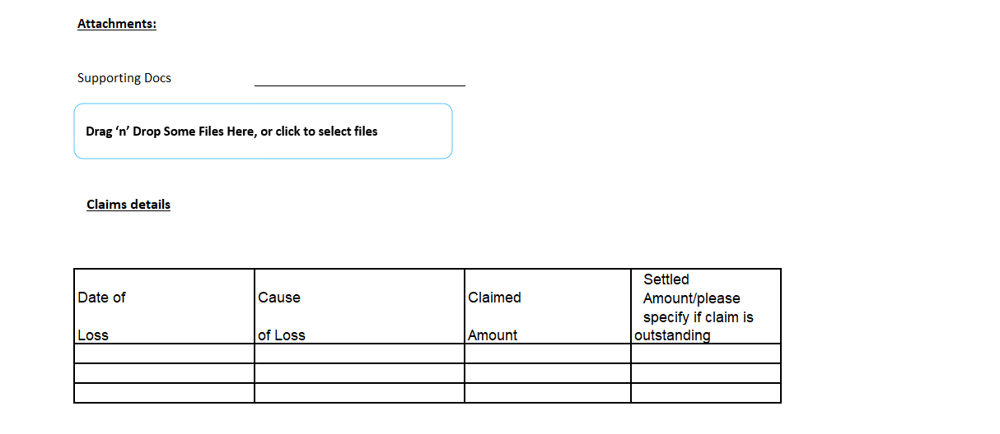 Attachments:
Supporting Docs
Drag ‘n’ Drop Some Files Here, or click to select files
Claims details
Date of
Loss
Cause
of Loss
Claimed
Amount
Settled
Amount/please
specify if claim is
outstanding